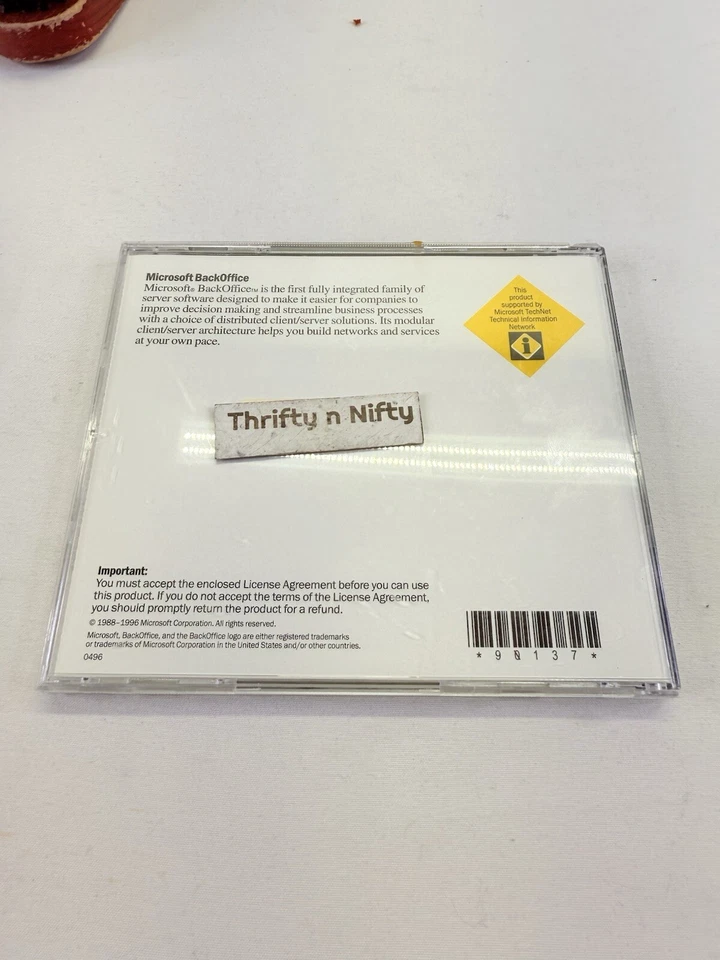 Microsoft BackOffice
Microsoft® BackOffice™ is the first fully integrated family of
server software designed to make it easier for companies to
improve decision making and streamline business processes
with a choice of distributed client/server solutions. Its modular
client/server architecture helps you build networks and services
at your own pace.
This
product
supported by
Microsoft TechNet
Technical Information
Network
i
Thrifty n Nifty
Important:
You must accept the enclosed License Agreement before you can use
this product. If you do not accept the terms of the License Agreement,
you should promptly return the product for a refund.
© 1988–1996 Microsoft Corporation. All rights reserved.
Microsoft, BackOffice, and the BackOffice logo are either registered trademarks
or trademarks of Microsoft Corporation in the United States and/or other countries.
0496
* 9 0 1 3 7 *